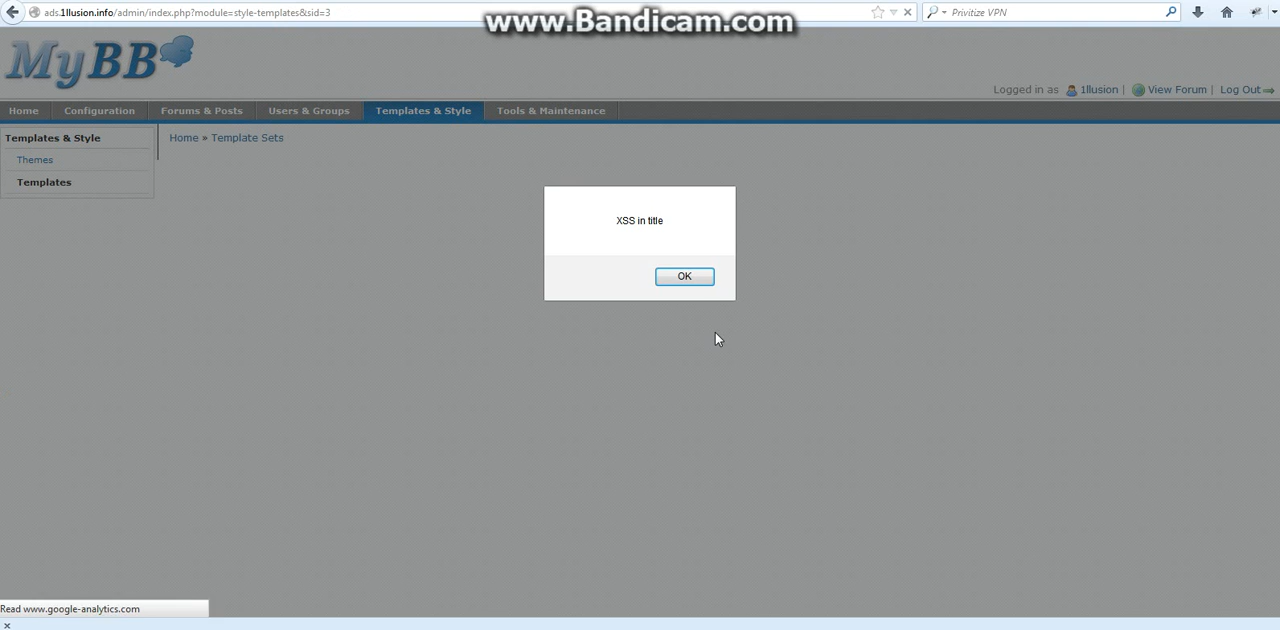 ads.1llusion.info/admin/index.php?module=style-templates&sid=3
Privitize VPN
www.Bandicam.com
MyBB
Logged in as 1llusion | View Forum | Log Out
Home Configuration Forums & Posts Users & Groups Templates & Style Tools & Maintenance
Templates & Style
Home » Template Sets
Themes
Templates
XSS in title
OK
Read www.google-analytics.com